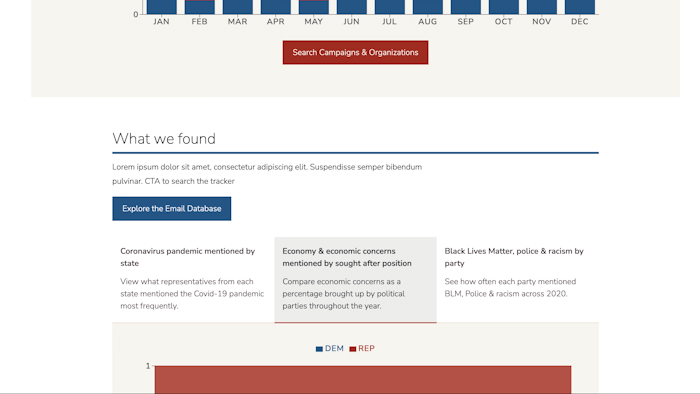 0
JAN FEB MAR APR MAY JUN JUL AUG SEP OCT NOV DEC
Search Campaigns & Organizations
What we found
Lorem ipsum dolor sit amet, consectetur adipiscing elit. Suspendisse semper bibendum
pulvinar. CTA to search the tracker
Explore the Email Database
Coronavirus pandemic mentioned by
state
View what representatives from each
state mentioned the Covid-19 pandemic
most frequently.
Economy & economic concerns
mentioned by sought after position
Compare economic concerns as a
percentage brought up by political
parties throughout the year.
Black Lives Matter, police & racism by
party
See how often each party mentioned
BLM, Police & racism across 2020.
DEM REP
1